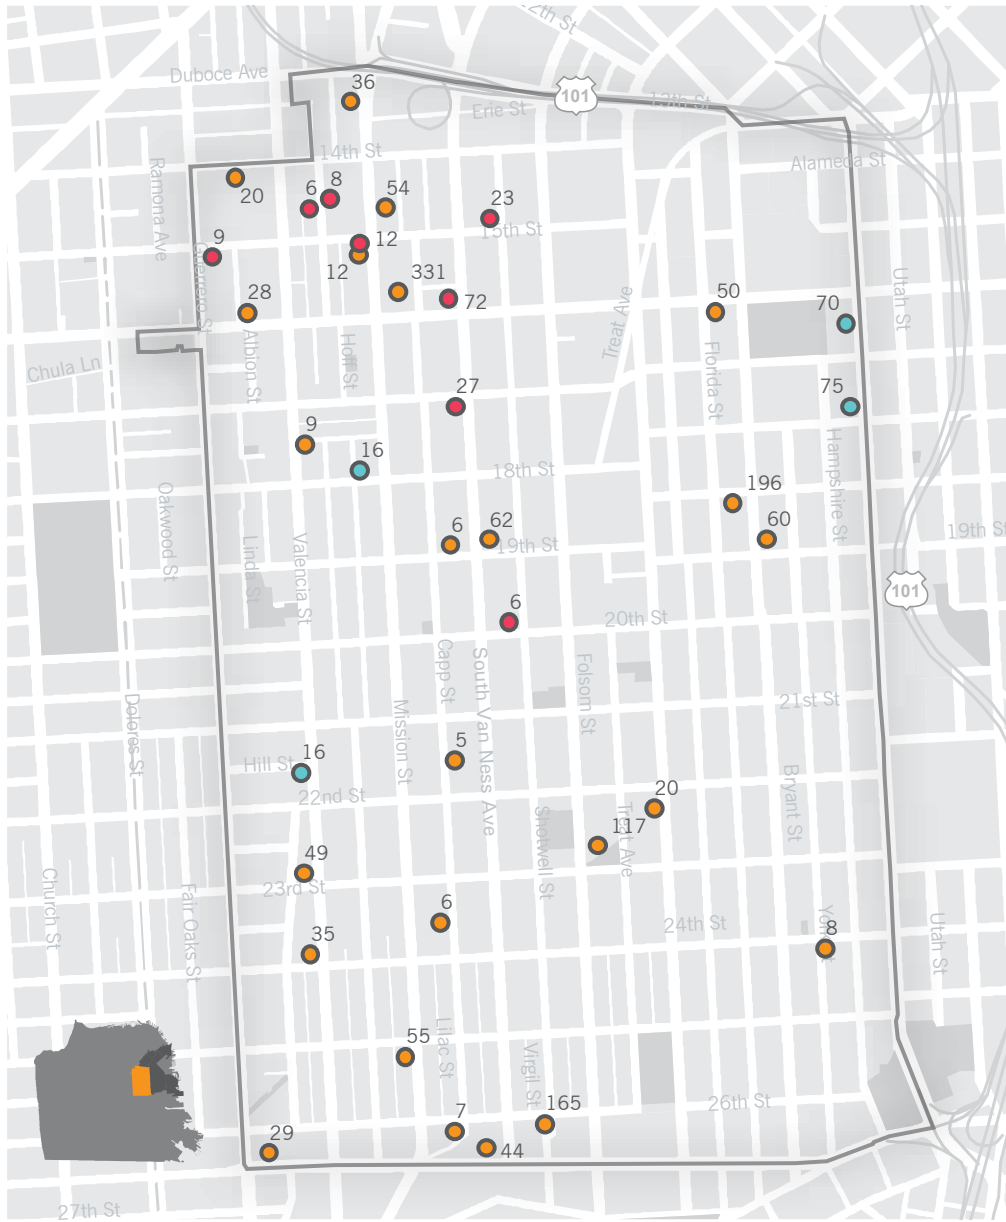 12th St
Duboce Ave
36
Erie St
101
13th St
14th St
Alameda St
Ramona Ave
20
6
8
54
23
15th St
9
Guerrero St
12
12
331
72
28
50
70
Utah St
Treat Ave
Chula Ln
Albion St
Hoff St
Florida St
27
75
9
16
18th St
Hampshire St
196
60
Oakwood St
Linda St
Valencia St
6
62
19th St
19th St
101
6
20th St
Capp St
South Van Ness Ave
Folsom St
21st St
Dolores St
Mission St
5
Hill St
16
22nd St
Bryant St
20
117
Treat Ave
Shotwell St
49
23rd St
Church St
Fair Oaks St
6
24th St
York St
8
Utah St
35
55
Lilac St
Virgil St
26th St
7
165
29
44
27th St